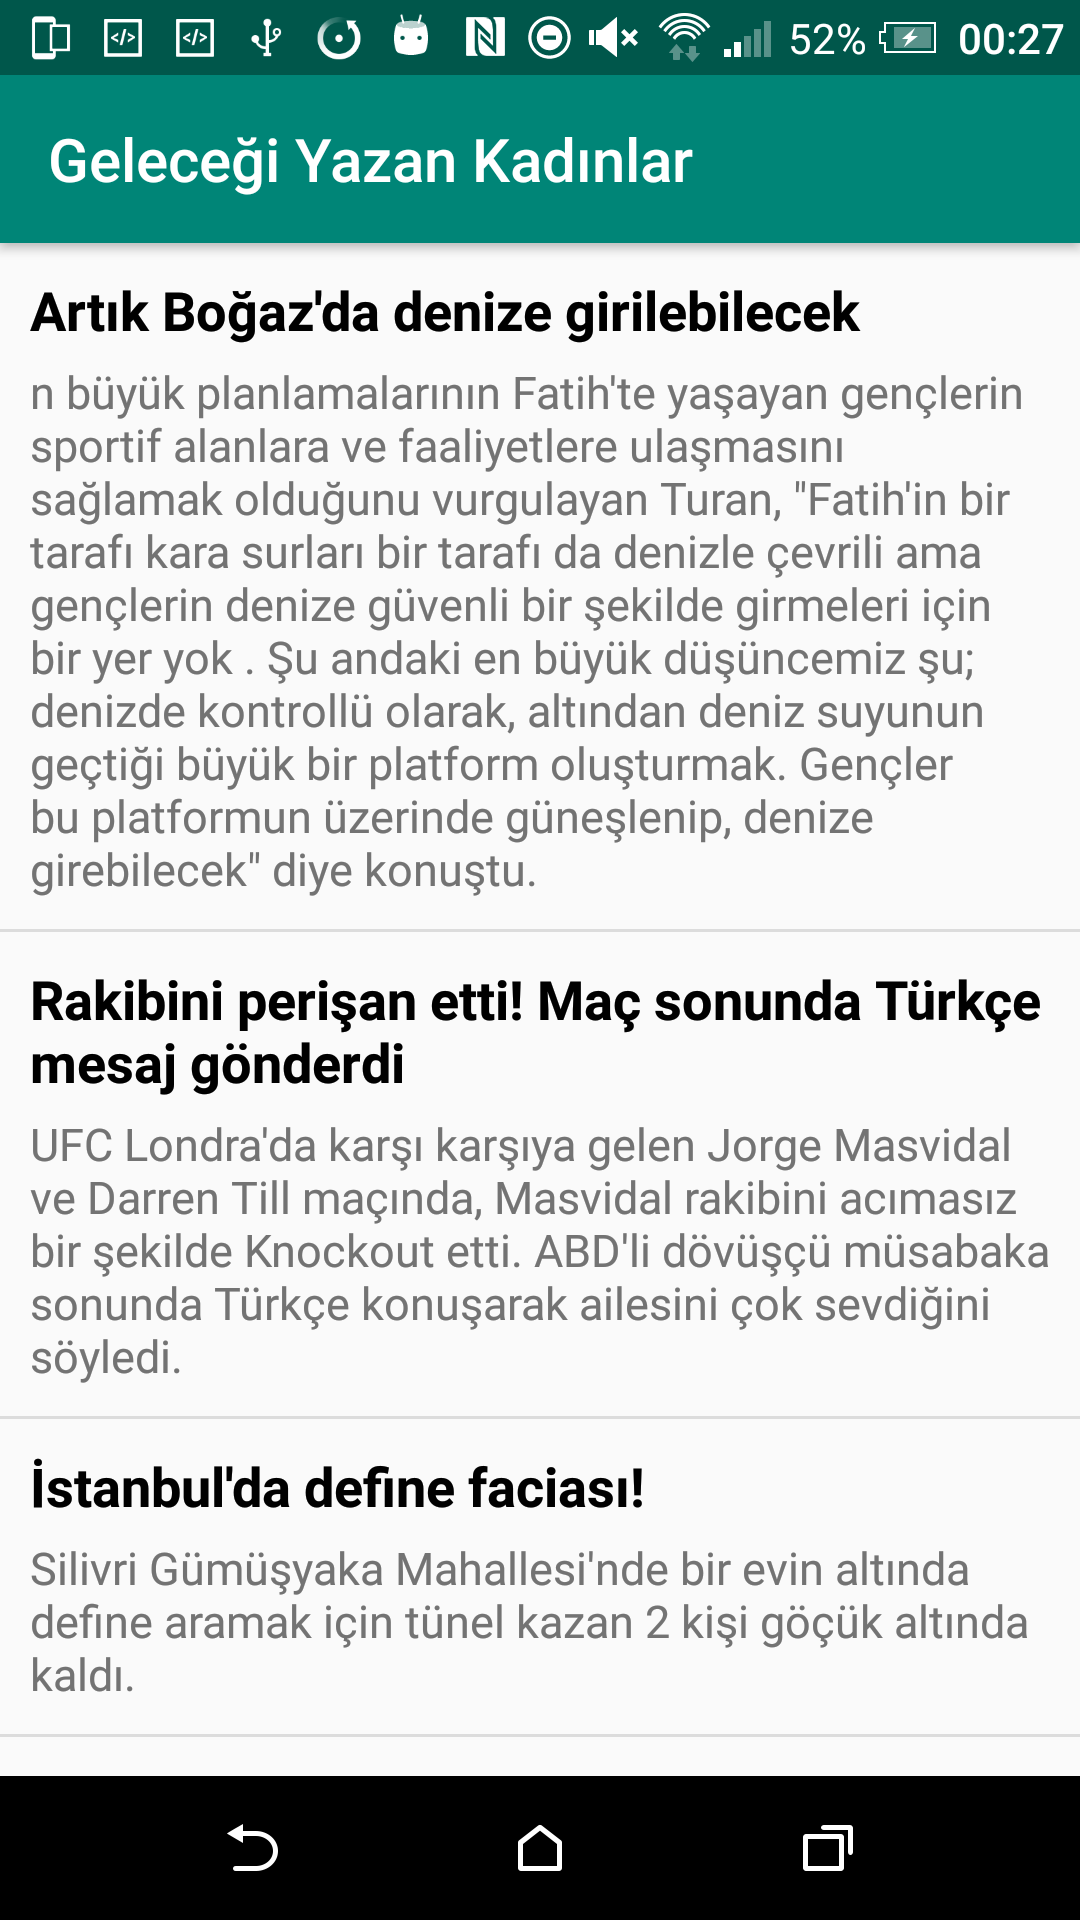 52% 00:27
Geleceği Yazan Kadınlar
Artık Boğaz'da denize girilebilecek
n büyük planlamalarının Fatih'te yaşayan gençlerin
sportif alanlara ve faaliyetlere ulaşmasını
sağlamak olduğunu vurgulayan Turan, "Fatih'in bir
tarafı kara surları bir tarafı da denizle çevrili ama
gençlerin denize güvenli bir şekilde girmeleri için
bir yer yok . Şu andaki en büyük düşüncemiz şu;
denizde kontrollü olarak, altından deniz suyunun
geçtiği büyük bir platform oluşturmak. Gençler
bu platformun üzerinde güneşlenip, denize
girebilecek" diye konuştu.
Rakibini perişan etti! Maç sonunda Türkçe
mesaj gönderdi
UFC Londra'da karşı karşıya gelen Jorge Masvidal
ve Darren Till maçında, Masvidal rakibini acımasız
bir şekilde Knockout etti. ABD'li dövüşçü müsabaka
sonunda Türkçe konuşarak ailesini çok sevdiğini
söyledi.
İstanbul'da define faciası!
Silivri Gümüşyaka Mahallesi'nde bir evin altında
define aramak için tünel kazan 2 kişi göçük altında
kaldı.